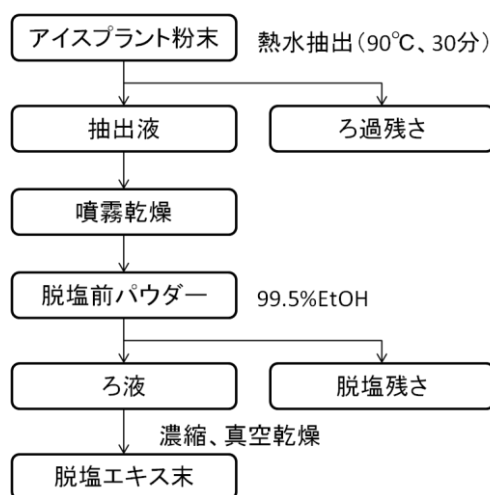 アイスプラント粉末
熱水抽出(90℃、30分)
抽出液
ろ過残さ
噴霧乾燥
脱塩前パウダー
99.5%EtOH
ろ液
脱塩残さ
濃縮、真空乾燥
脱塩エキス末